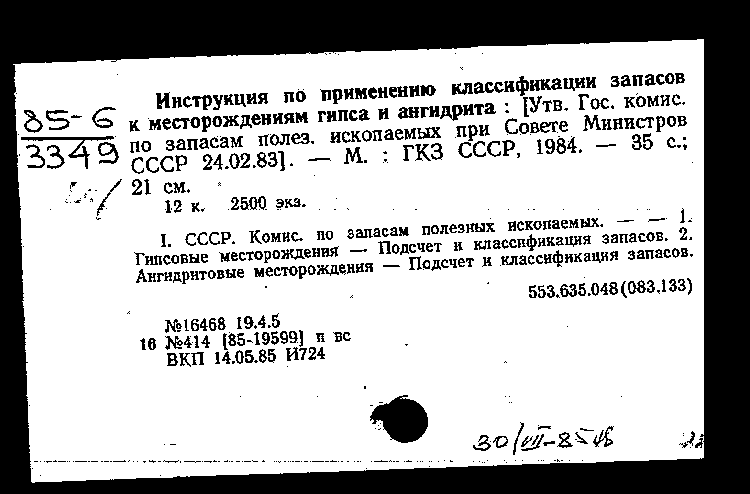 85-6
3349
Инструкция по применению классификации запасов
к месторождениям гипса и ангидрита : [Утв. Гос. комис.
по запасам полез. ископаемых при Совете Министров
СССР 24.02.83]. — М. : ГКЗ СССР, 1984. — 35 с.;
21 см.
12 к. 2500 экз.
I. СССР. Комис. по запасам полезных ископаемых. — — 1.
Гипсовые месторождения — Подсчет и классификация запасов. 2.
Ангидритовые месторождения — Подсчет и классификация запасов.
553.635.048(083.133)
№16468 19.4.5
16 №414 [85-19599] п вс
ВКП 14.05.85 И724
30/VII-85